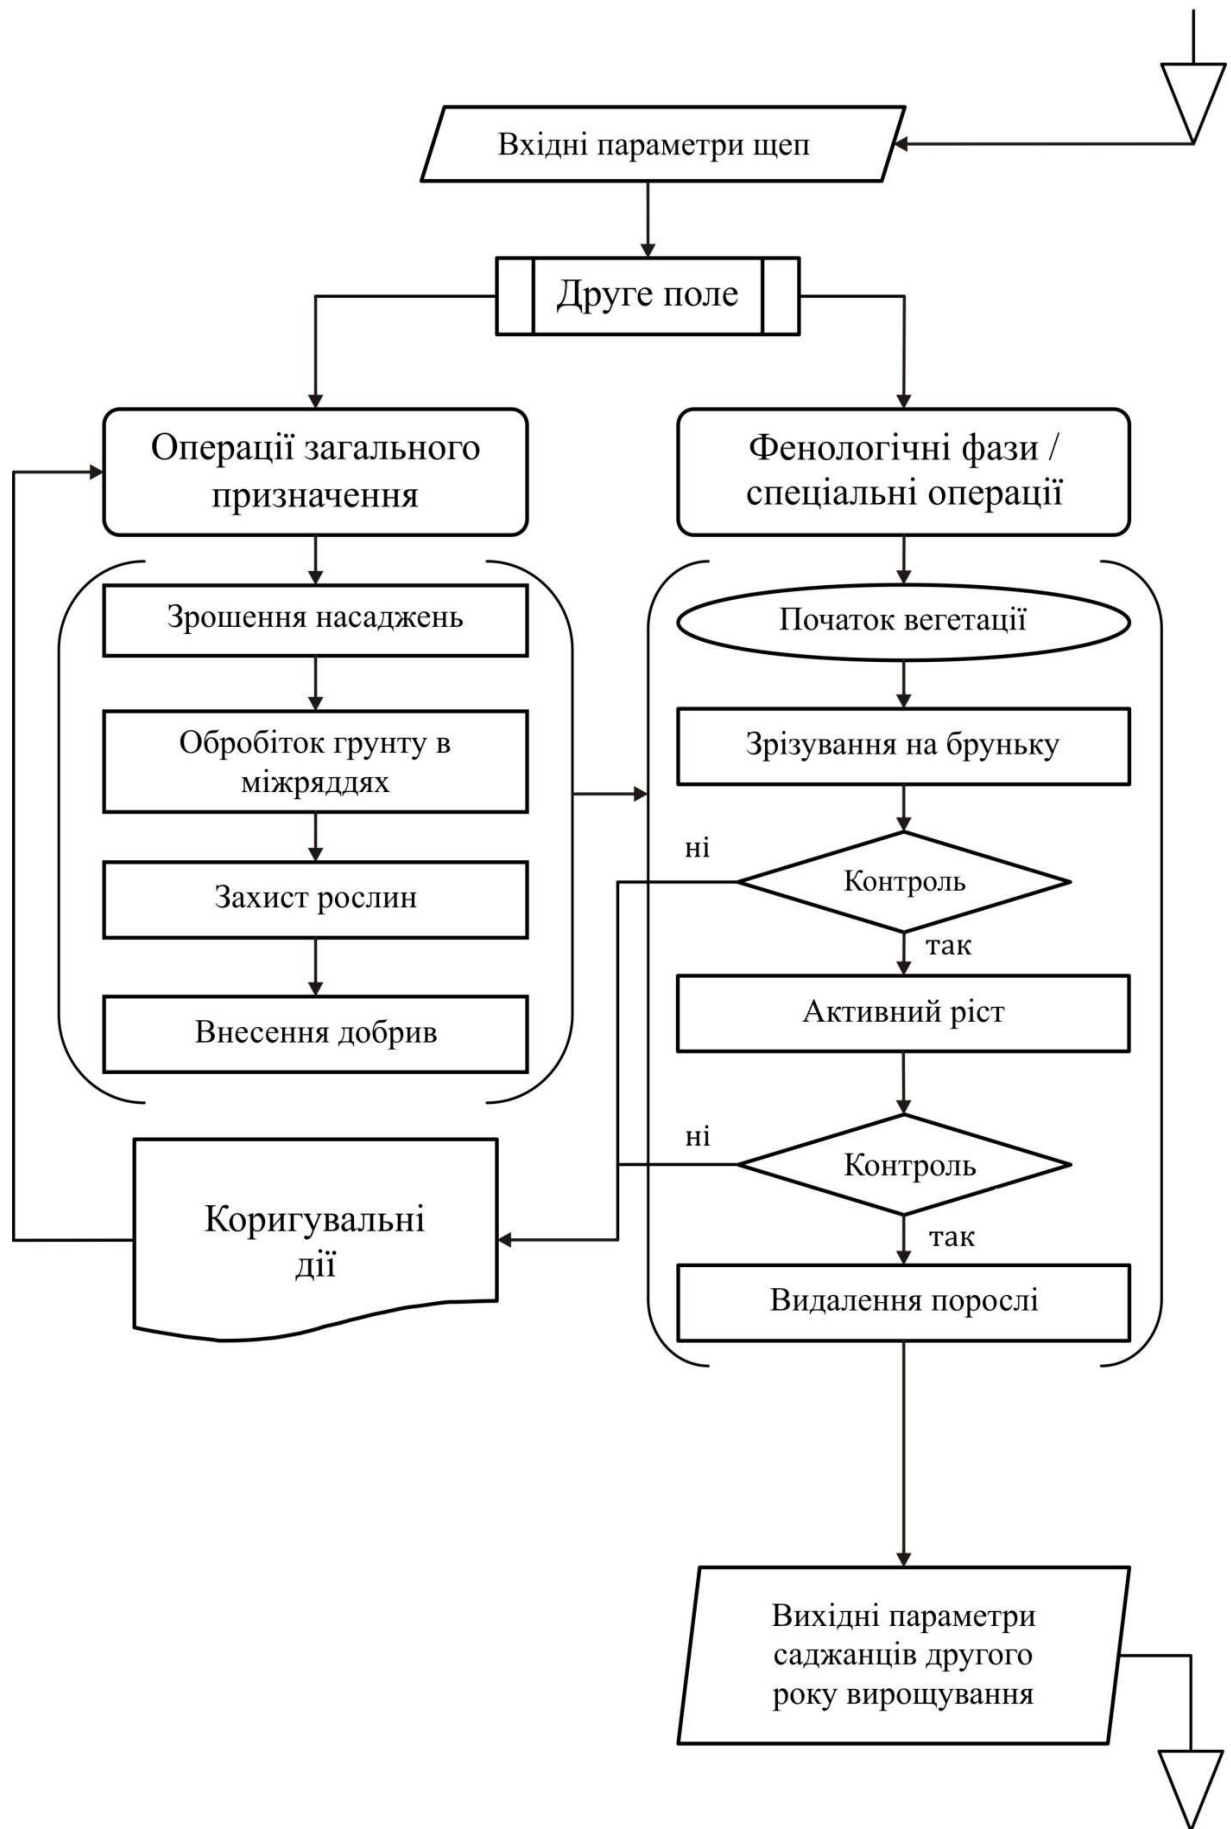 Вхідні параметри щеп
Друге поле
Операції загального
призначення
Фенологічні фази /
спеціальні операції
Зрошення насаджень
Початок вегетації
Обробіток грунту в
міжряддях
Зрізування на бруньку
ні
Контроль
так
Захист рослин
Активний ріст
Внесення добрив
ні
Контроль
так
Коригувальні
дії
Видалення порослі
Вихідні параметри
саджанців другого
року вирощування